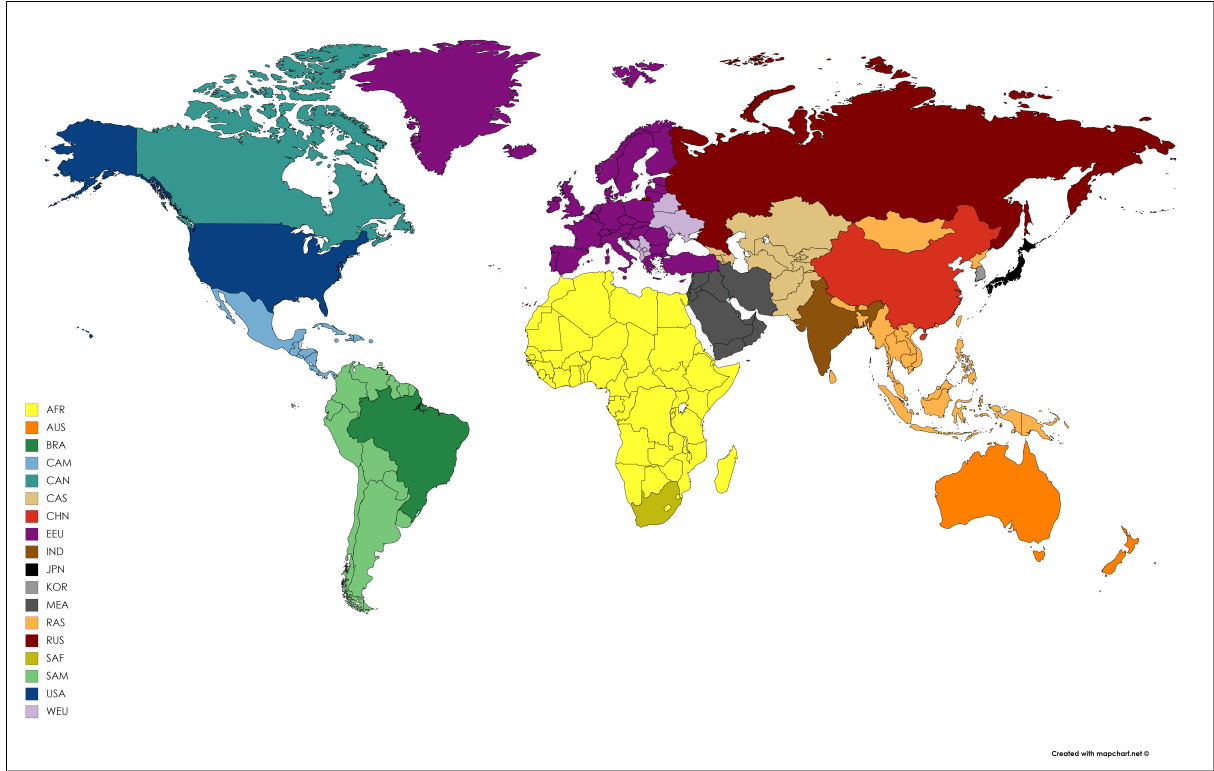 AFR
AUS
BRA
CAM
CAN
CAS
CHN
EEU
IND
JPN
KOR
MEA
RAS
RUS
SAF
SAM
USA
WEU
Created with mapchart.net ©